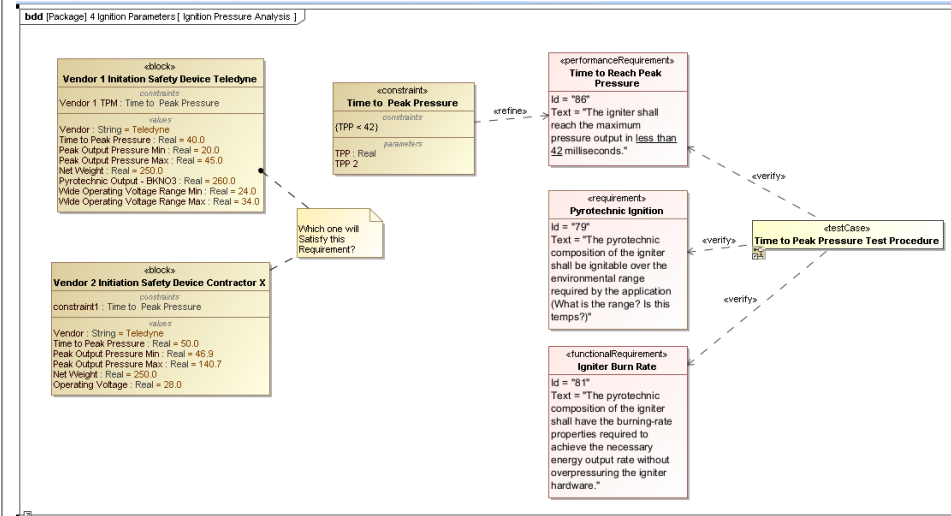 bdd [Package] 4 Ignition Parameters [ Ignition Pressure Analysis ]
«block»
Vendor 1 Initation Safety Device Teledyne
constraints
Vendor 1 TPM : Time to Peak Pressure
values
Vendor : String = Teledyne
Time to Peak Pressure : Real = 40.0
Peak Output Pressure Min : Real = 20.0
Peak Output Pressure Max : Real = 45.0
Net Weight : Real = 250.0
Pyrotechnic Output - BKNO3 : Real = 260.0
Wide Operating Voltage Range Min : Real = 24.0
Wide Operating Voltage Range Max : Real = 34.0
Which one will
Satisfy this
Requirement?
«block»
Vendor 2 Initiation Safety Device Contractor X
constraints
constraint1 : Time to Peak Pressure
values
Vendor : String = Teledyne
Time to Peak Pressure : Real = 50.0
Peak Output Pressure Min : Real = 46.9
Peak Output Pressure Max : Real = 140.7
Net Weight : Real = 250.0
Operating Voltage : Real = 28.0
«constraint»
Time to Peak Pressure
constraints
{TPP < 42}
parameters
TPP : Real
TPP 2
«refine»
«performanceRequirement»
Time to Reach Peak
Pressure
Id = "86"
Text = "The igniter shall
reach the maximum
pressure output in less than
42 milliseconds."
«requirement»
Pyrotechnic Ignition
Id = "79"
Text = "The pyrotechnic
composition of the igniter
shall be ignitable over the
environmental range
required by the application
(What is the range? Is this
temps?)"
«functionalRequirement»
Igniter Burn Rate
Id = "81"
Text = "The pyrotechnic
composition of the igniter
shall have the burning-rate
properties required to
achieve the necessary
energy output rate without
overpressuring the igniter
hardware."
«verify»
«verify»
«verify»
«testCase»
Time to Peak Pressure Test Procedure